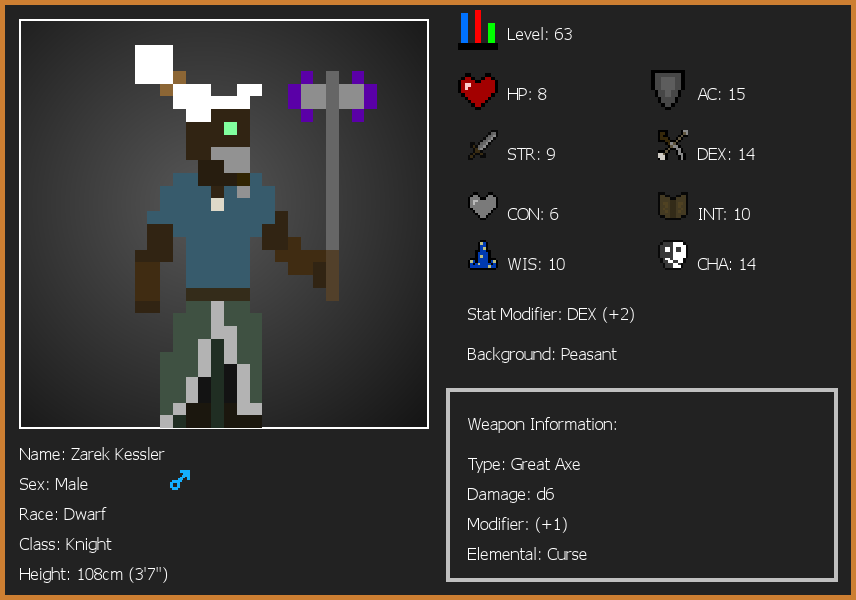 Level: 63
HP: 8
AC: 15
STR: 9
DEX: 14
CON: 6
INT: 10
WIS: 10
CHA: 14
Stat Modifier: DEX (+2)
Background: Peasant
Weapon Information:
Type: Great Axe
Damage: d6
Modifier: (+1)
Elemental: Curse
Name: Zarek Kessler
Sex: Male
Race: Dwarf
Class: Knight
Height: 108cm (3'7")